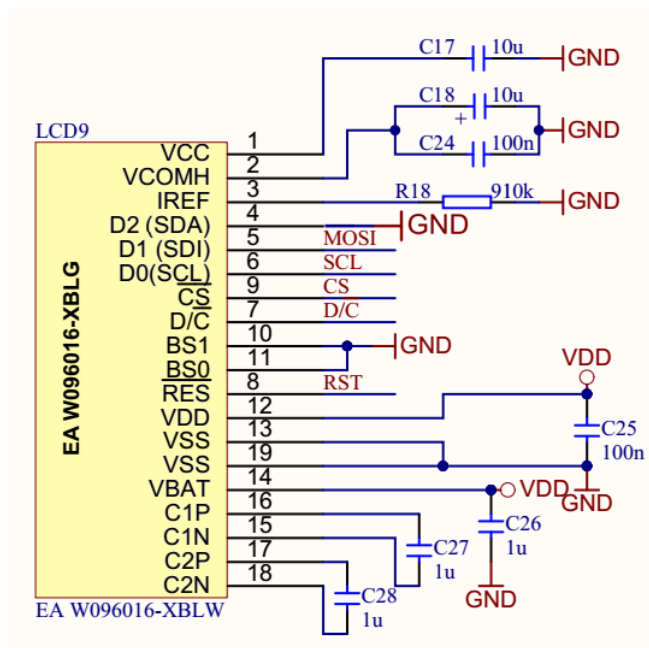 C17 10u GND
C18 10u
+
GND
C24 100n
LCD9
VCC 1
VCOMH 2
IREF 3 R18 910k GND
D2 (SDA) 4 GND
D1 (SDI) 5 MOSI
D0(SCL) 6 SCL
CS 9 CS
D/C 7 D/C
BS1 10 GND
BS0 11
RES 8 RST
VDD
VDD 12
VSS 13 C25
100n
VSS 19
GND
VBAT 14 VDD
C1P 16 C26
1u
C1N 15 C27
1u
C2P 17
C2N 18 C28
1u
GND
EA W096016-XBLG
EA W096016-XBLW